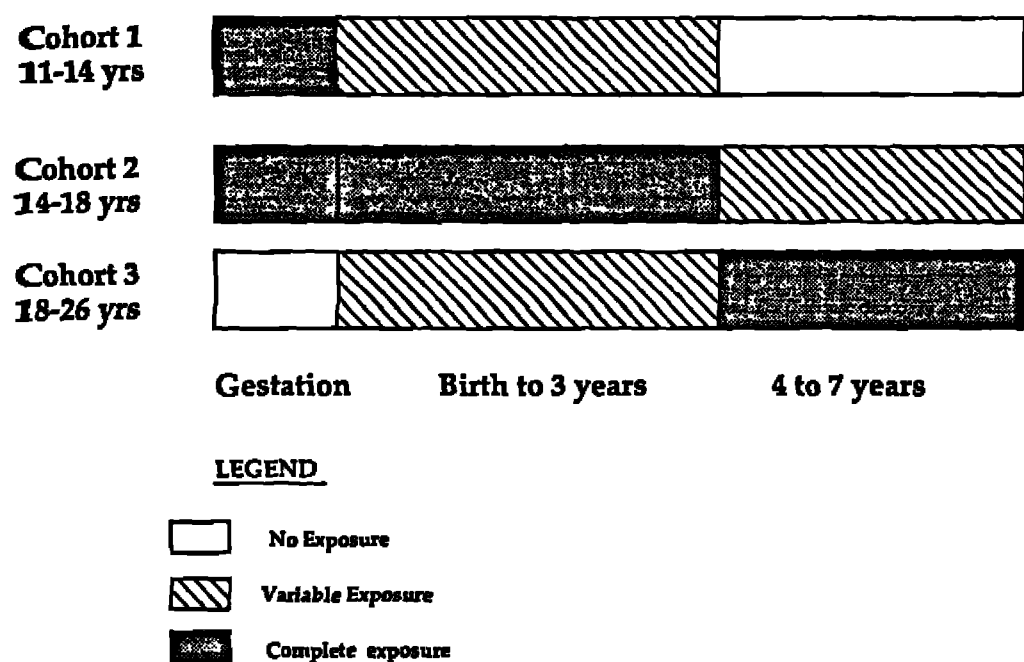 Cohort 1
11-14 yrs
Cohort 2
14-18 yrs
Cohort 3
18-26 yrs
Gestation Birth to 3 years 4 to 7 years
LEGEND
No Exposure
Variable Exposure
Complete exposure